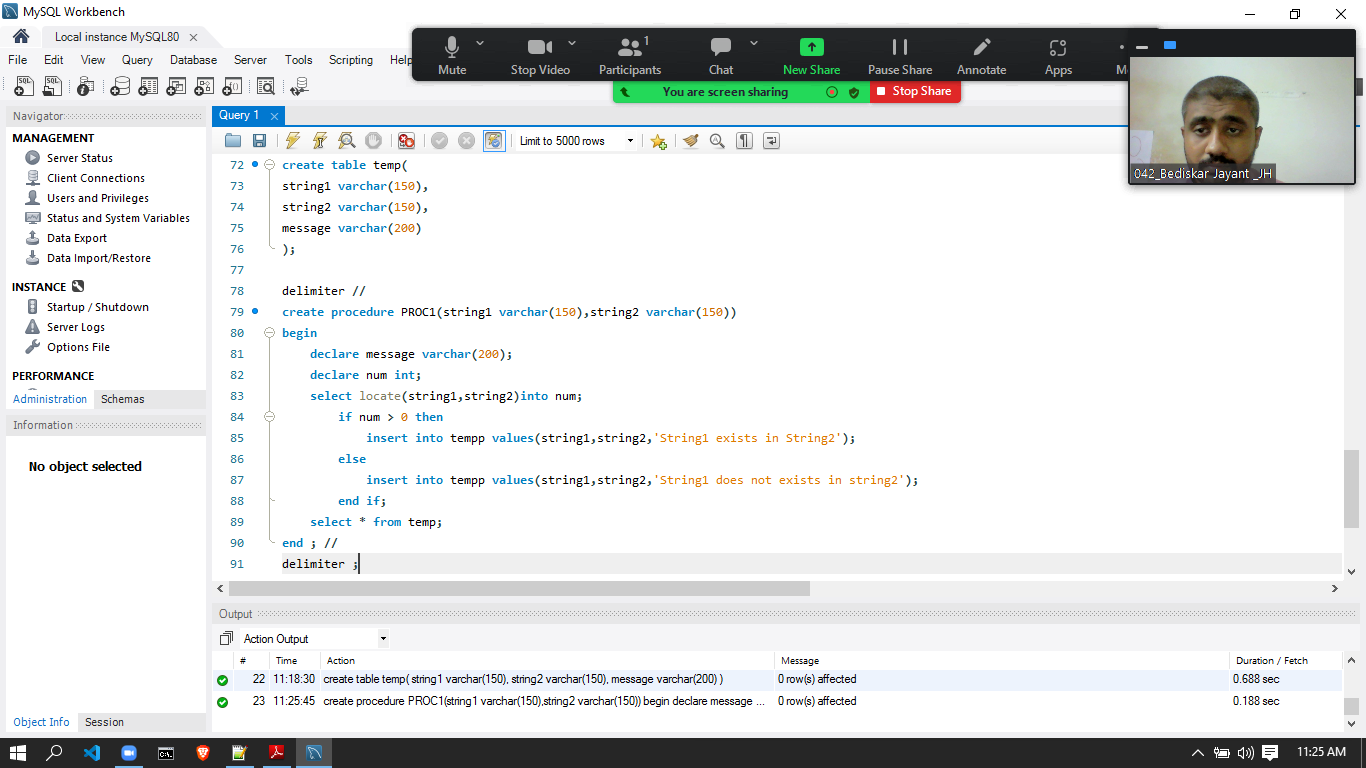 MySQL Workbench
Local instance MySQL80
File Edit View Query Database Server Tools Scripting Help
Mute Stop Video Participants 1 Chat New Share Pause Share Annotate Apps
You are screen sharing Stop Share
042_Bediskar Jayant _JH
Navigator
MANAGEMENT
Server Status
Client Connections
Users and Privileges
Status and System Variables
Data Export
Data Import/Restore
INSTANCE
Startup / Shutdown
Server Logs
Options File
PERFORMANCE
Administration Schemas
Information
No object selected
Object Info Session
Query 1
Limit to 5000 rows
72 create table temp(
73 string1 varchar(150),
74 string2 varchar(150),
75 message varchar(200)
76 );
77
78 delimiter //
79 create procedure PROC1(string1 varchar(150),string2 varchar(150))
80 begin
81 declare message varchar(200);
82 declare num int;
83 select locate(string1,string2)into num;
84 if num > 0 then
85 insert into tempp values(string1,string2,'String1 exists in String2');
86 else
87 insert into tempp values(string1,string2,'String1 does not exists in string2');
88 end if;
89 select * from temp;
90 end ; //
91 delimiter ;
Output
Action Output
# Time Action Message Duration / Fetch
22 11:18:30 create table temp( string1 varchar(150), string2 varchar(150), message varchar(200) ) 0 row(s) affected 0.688 sec
23 11:25:45 create procedure PROC1(string1 varchar(150),string2 varchar(150)) begin declare message ... 0 row(s) affected 0.188 sec
11:25 AM